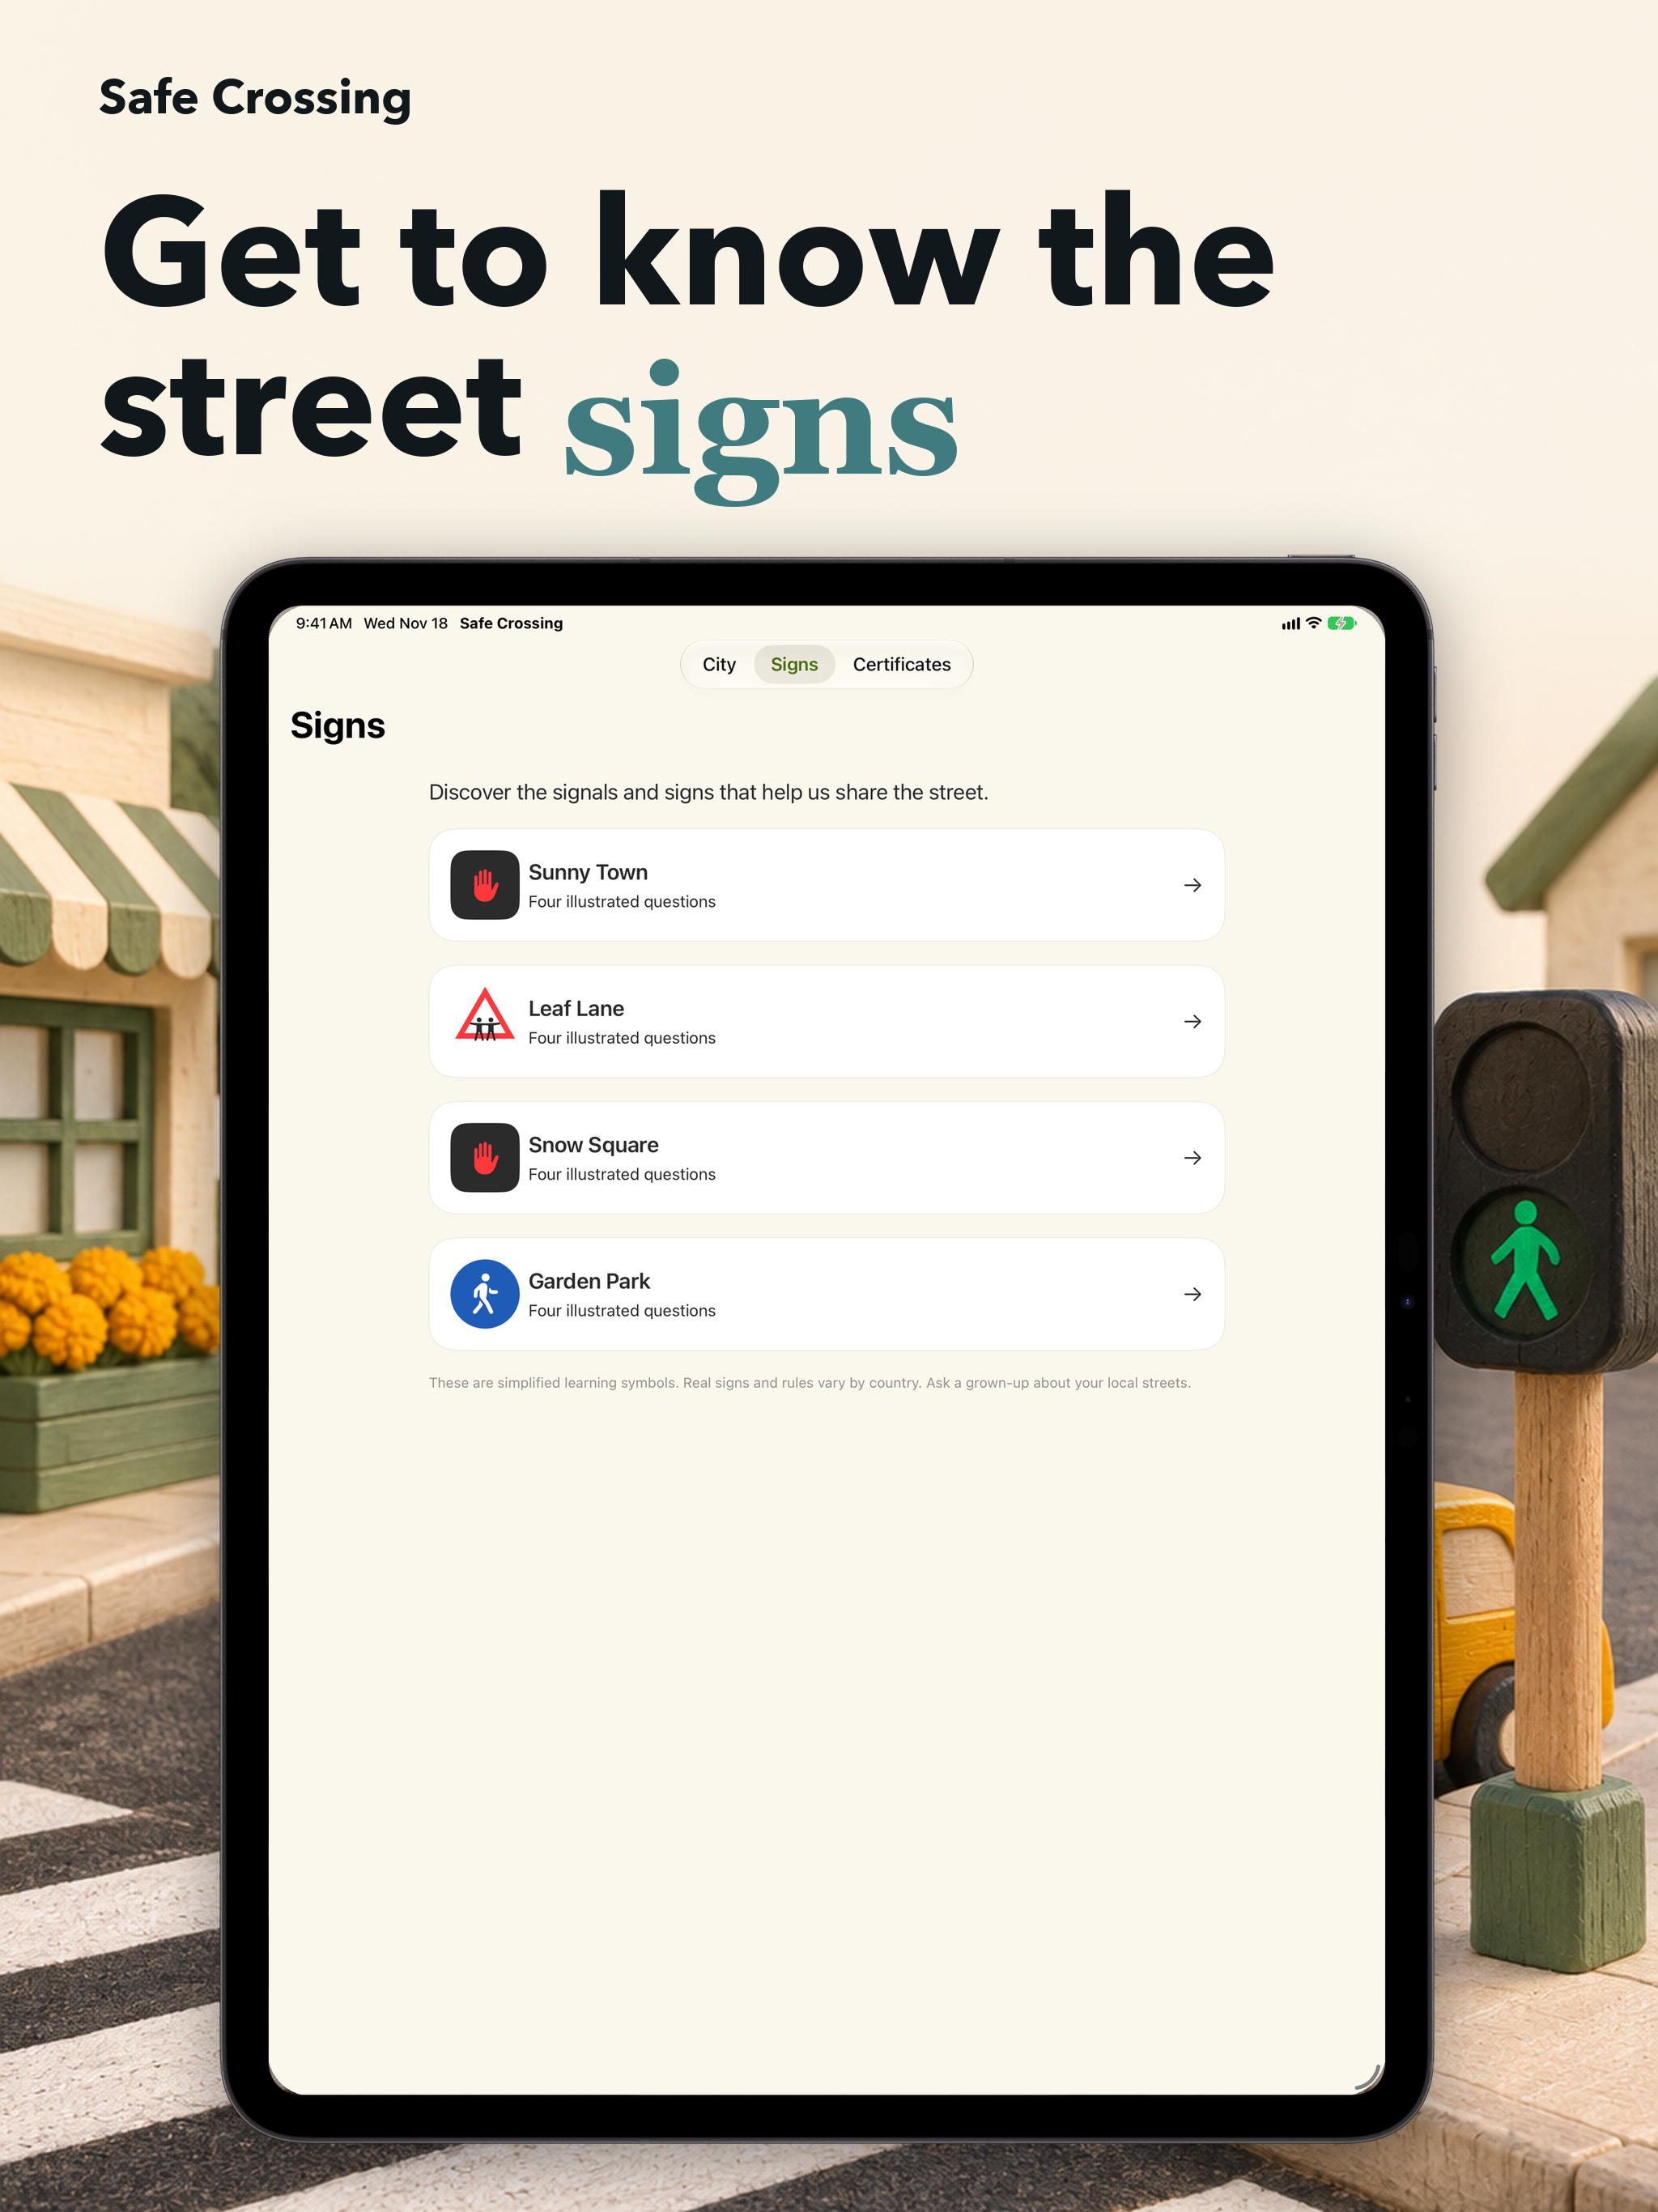 Safe Crossing
Get to know the
street signs
9:41 AM Wed Nov 18 Safe Crossing
City Signs Certificates
Signs
Discover the signals and signs that help us share the street.
Sunny Town
Four illustrated questions
Leaf Lane
Four illustrated questions
Snow Square
Four illustrated questions
Garden Park
Four illustrated questions
These are simplified learning symbols. Real signs and rules vary by country. Ask a grown-up about your local streets.